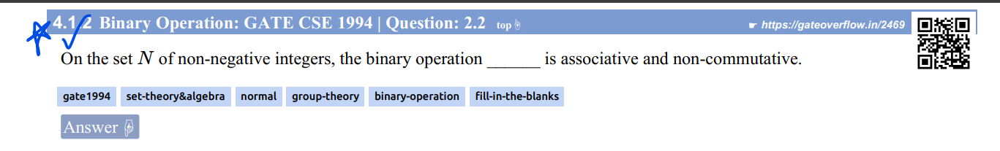 4.1.2 Binary Operation: GATE CSE 1994 | Question: 2.2 top ☟ ☛ https://gateoverflow.in/2469
On the set N of non-negative integers, the binary operation ______ is associative and non-commutative.
gate1994 set-theory&algebra normal group-theory binary-operation fill-in-the-blanks
Answer ☟